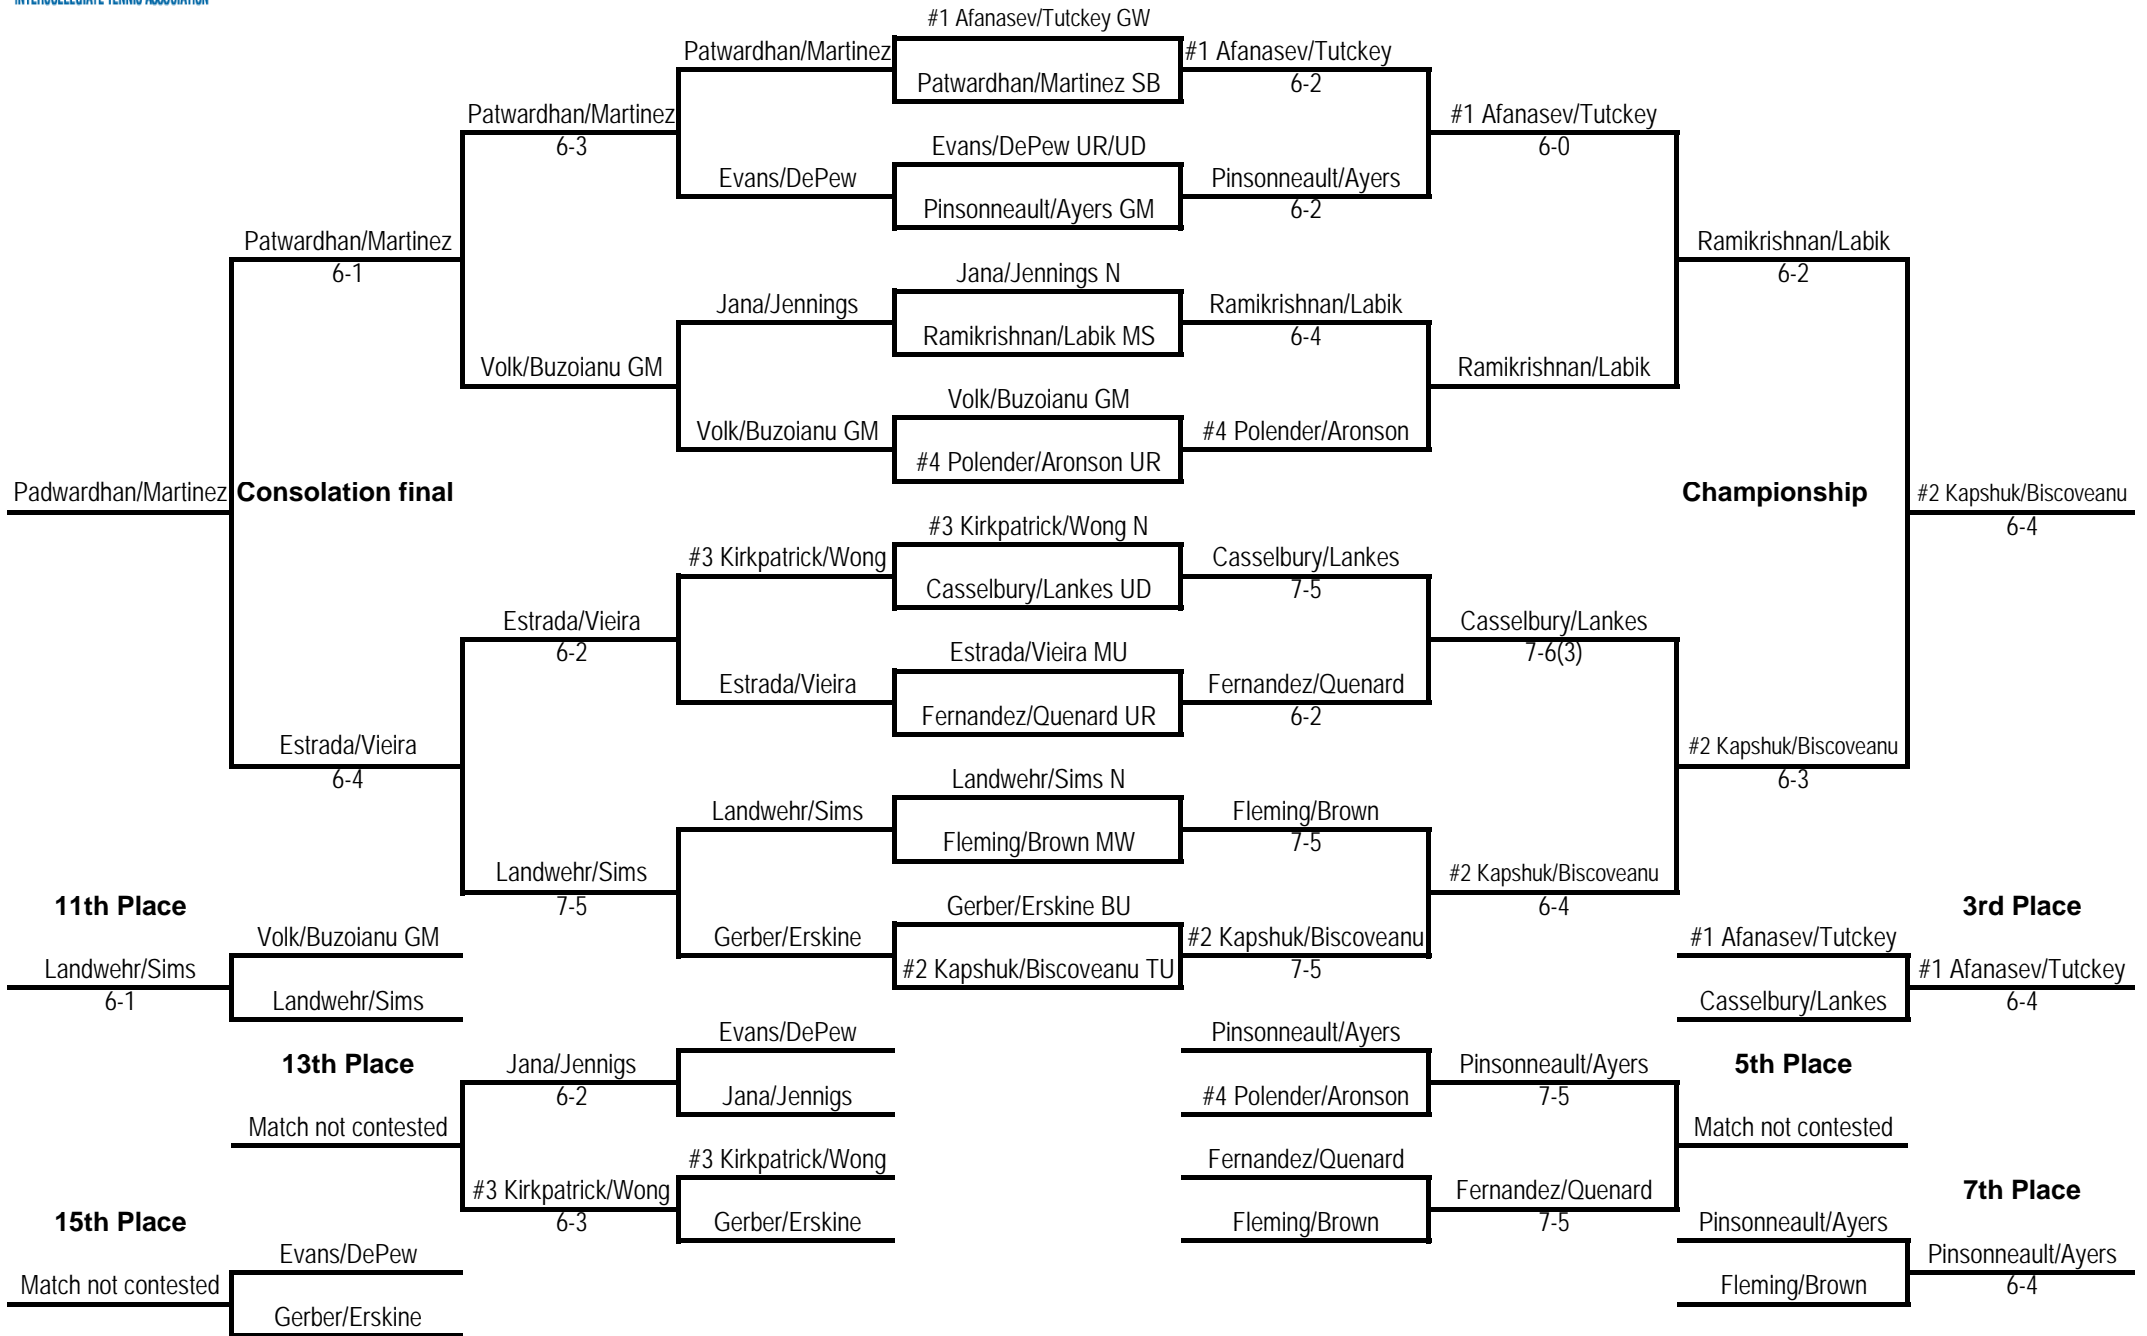 INTERCOLLEGIATE TENNIS ASSOCIATION
#1 Afanasev/Tutckey GW
Patwardhan/Martinez
#1 Afanasev/Tutckey
Patwardhan/Martinez SB
6-2
Patwardhan/Martinez
#1 Afanasev/Tutckey
6-3
Evans/DePew UR/UD
6-0
Evans/DePew
Pinsonneault/Ayers
Pinsonneault/Ayers GM
6-2
Patwardhan/Martinez
Ramikrishnan/Labik
6-1
Jana/Jennings N
6-2
Jana/Jennings
Ramikrishnan/Labik
Ramikrishnan/Labik MS
6-4
Volk/Buzoianu GM
Ramikrishnan/Labik
Volk/Buzoianu GM
Volk/Buzoianu GM
#4 Polender/Aronson
#4 Polender/Aronson UR
Padwardhan/Martinez
Consolation final
Championship
#2 Kapshuk/Biscoveanu
#3 Kirkpatrick/Wong N
6-4
#3 Kirkpatrick/Wong
Casselbury/Lankes
Casselbury/Lankes UD
7-5
Estrada/Vieira
Casselbury/Lankes
6-2
Estrada/Vieira MU
7-6(3)
Estrada/Vieira
Fernandez/Quenard
Fernandez/Quenard UR
6-2
Estrada/Vieira
#2 Kapshuk/Biscoveanu
6-4
Landwehr/Sims N
6-3
Landwehr/Sims
Fleming/Brown
Fleming/Brown MW
7-5
Landwehr/Sims
#2 Kapshuk/Biscoveanu
11th Place
7-5
Gerber/Erskine BU
6-4
3rd Place
Volk/Buzoianu GM
Gerber/Erskine
#2 Kapshuk/Biscoveanu
#1 Afanasev/Tutckey
Landwehr/Sims
#2 Kapshuk/Biscoveanu TU
7-5
#1 Afanasev/Tutckey
6-1
Landwehr/Sims
Casselbury/Lankes
6-4
Evans/DePew
Pinsonneault/Ayers
13th Place
Jana/Jennigs
Pinsonneault/Ayers
5th Place
6-2
Jana/Jennigs
#4 Polender/Aronson
7-5
Match not contested
Match not contested
#3 Kirkpatrick/Wong
Fernandez/Quenard
#3 Kirkpatrick/Wong
Fernandez/Quenard
7th Place
15th Place
6-3
Gerber/Erskine
Fleming/Brown
7-5
Pinsonneault/Ayers
Evans/DePew
Pinsonneault/Ayers
Match not contested
Fleming/Brown
6-4
Gerber/Erskine